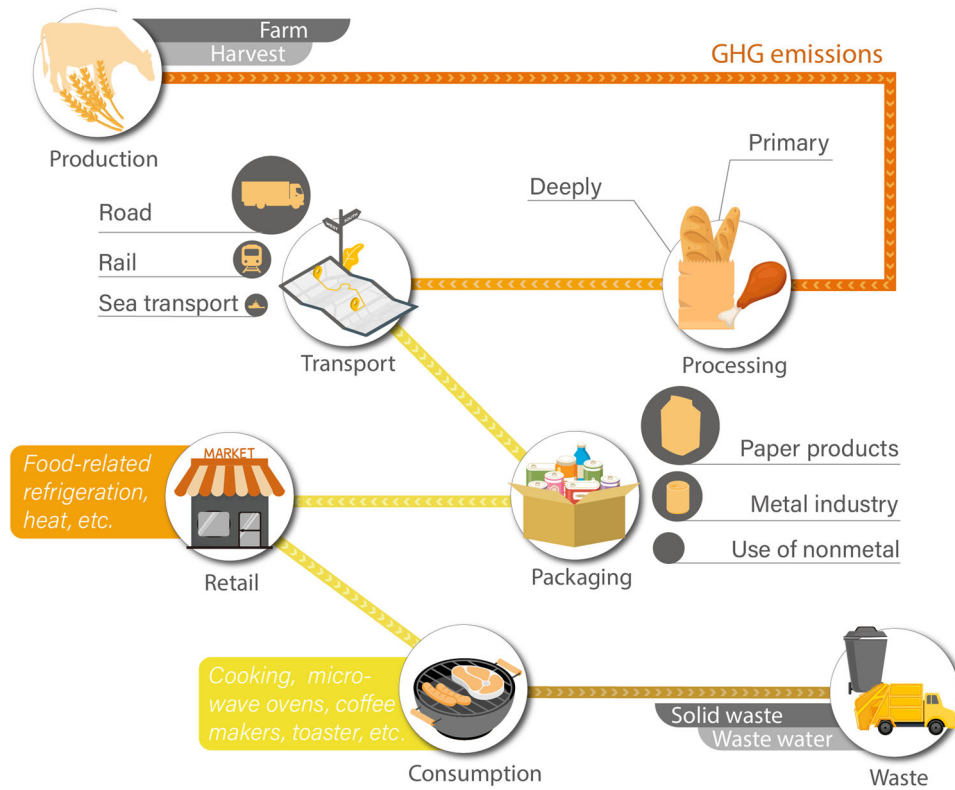 Farm
Harvest
GHG emissions
Production
Primary
Deeply
Road
Rail
Sea transport
WEST
SOUTH
Transport
Processing
Paper products
Metal industry
Use of nonmetal
Packaging
MARKET
Food-related
refrigeration,
heat, etc.
Retail
Cooking, micro-
wave ovens, coffee
makers, toaster, etc.
Consumption
Solid waste
Waste water
Waste